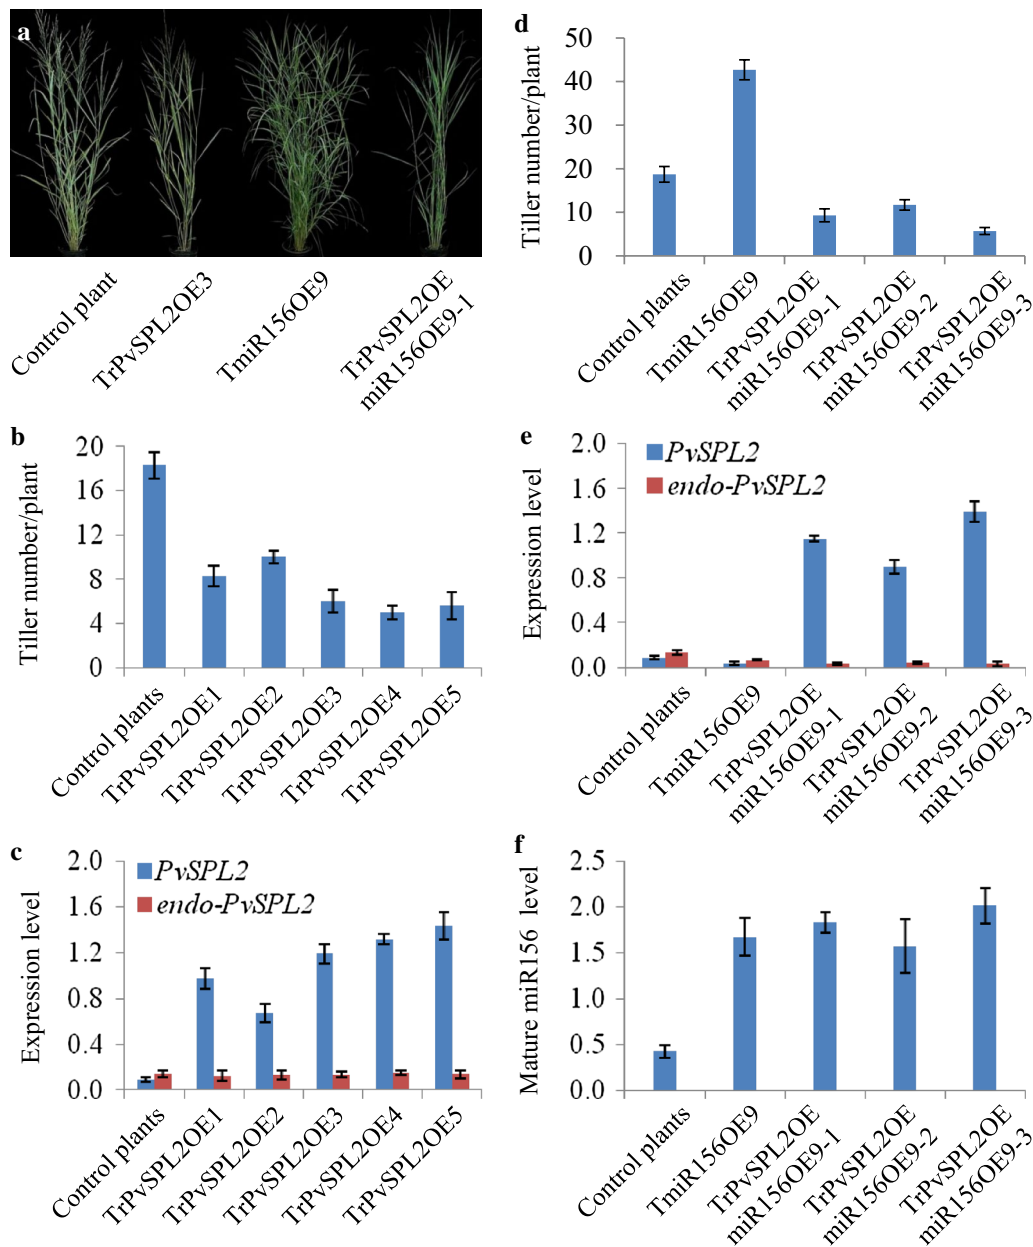 a
Control plant
TrPvSPL2OE3
TmiR156OE9
TrPvSPL2OE
miR156OE9-1
b
Tiller number/plant
20
16
12
8
4
0
Control plants
TrPvSPL2OE1
TrPvSPL2OE2
TrPvSPL2OE3
TrPvSPL2OE4
TrPvSPL2OE5
c
Expression level
2.0
1.6
1.2
0.8
0.4
0.0
PvSPL2
endo-PvSPL2
Control plants
TrPvSPL2OE1
TrPvSPL2OE2
TrPvSPL2OE3
TrPvSPL2OE4
TrPvSPL2OE5
d
Tiller number/plant
50
40
30
20
10
0
Control plants
TmiR156OE9
TrPvSPL2OE
miR156OE9-1
TrPvSPL2OE
miR156OE9-2
TrPvSPL2OE
miR156OE9-3
e
Expression level
2.0
1.6
1.2
0.8
0.4
0.0
PvSPL2
endo-PvSPL2
Control plants
TmiR156OE9
TrPvSPL2OE
miR156OE9-1
TrPvSPL2OE
miR156OE9-2
TrPvSPL2OE
miR156OE9-3
f
Mature miR156 level
2.5
2.0
1.5
1.0
0.5
0.0
Control plants
TmiR156OE9
TrPvSPL2OE
miR156OE9-1
TrPvSPL2OE
miR156OE9-2
TrPvSPL2OE
miR156OE9-3